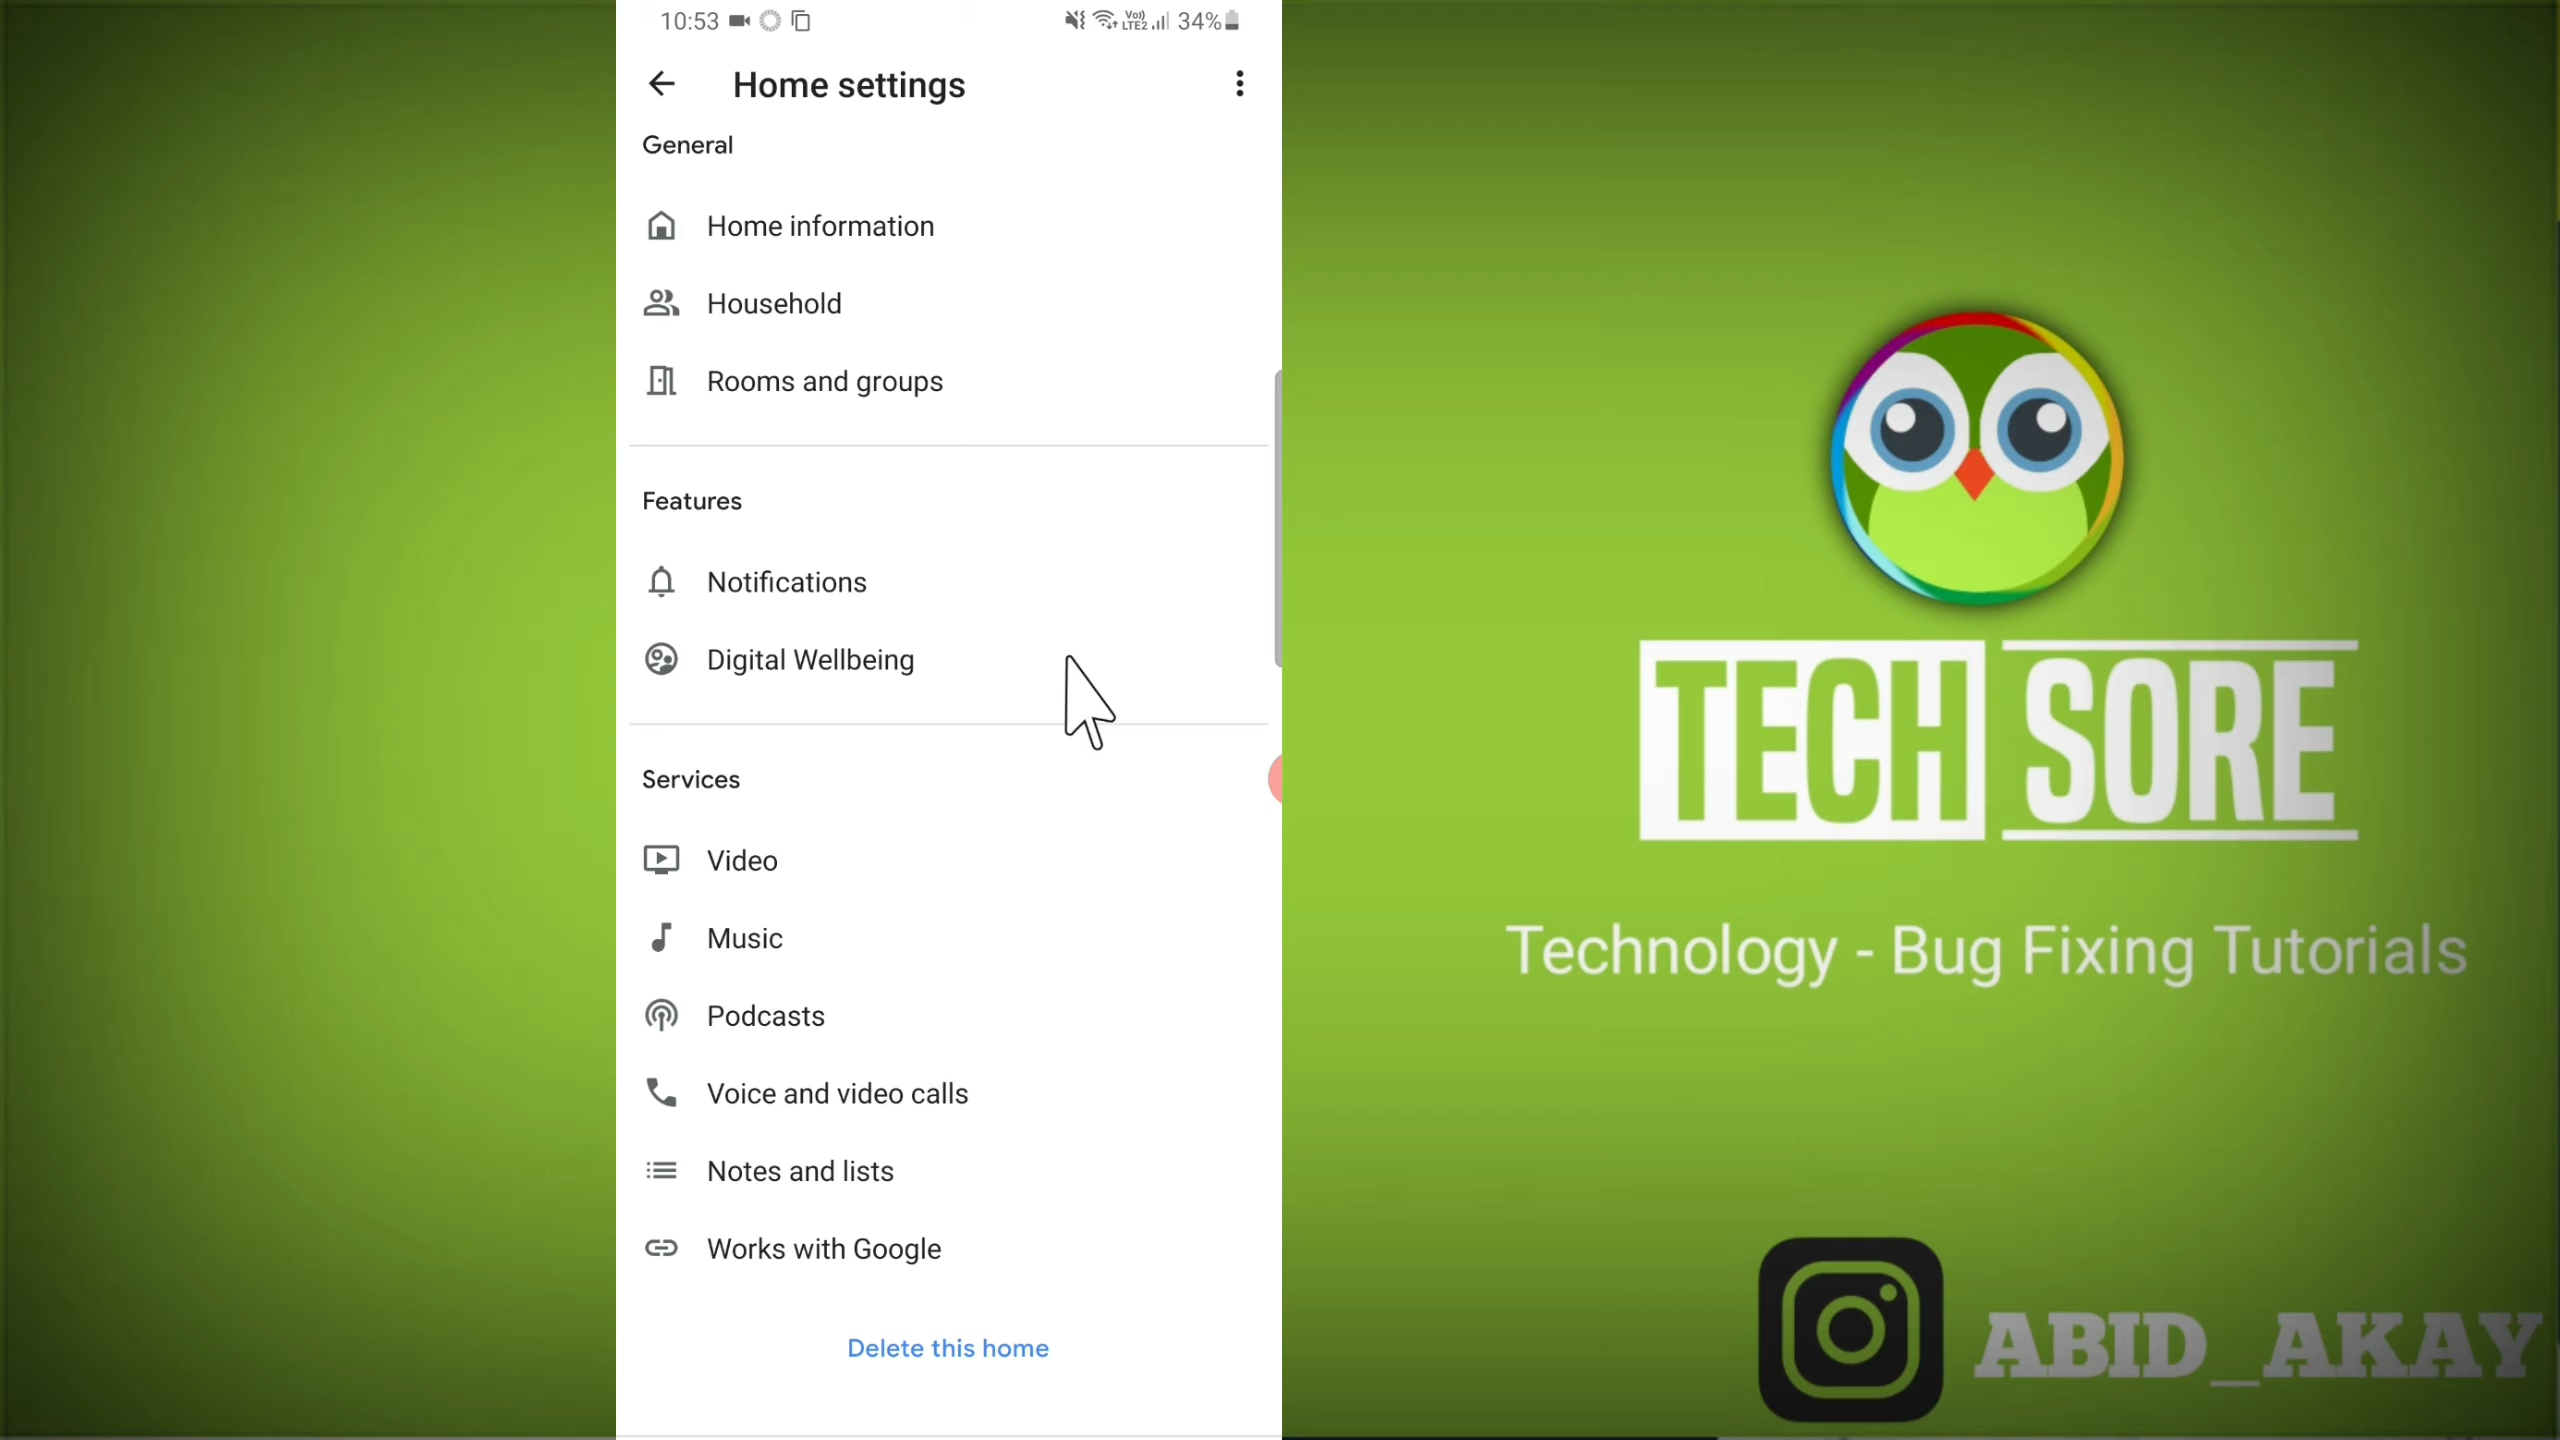 10:53
Vo)) LTE2 34%
Home settings
General
Home information
Household
Rooms and groups
Features
Notifications
Digital Wellbeing
Services
Video
Music
Podcasts
Voice and video calls
Notes and lists
Works with Google
Delete this home
TECH SORE
Technology - Bug Fixing Tutorials
ABID_AKAY